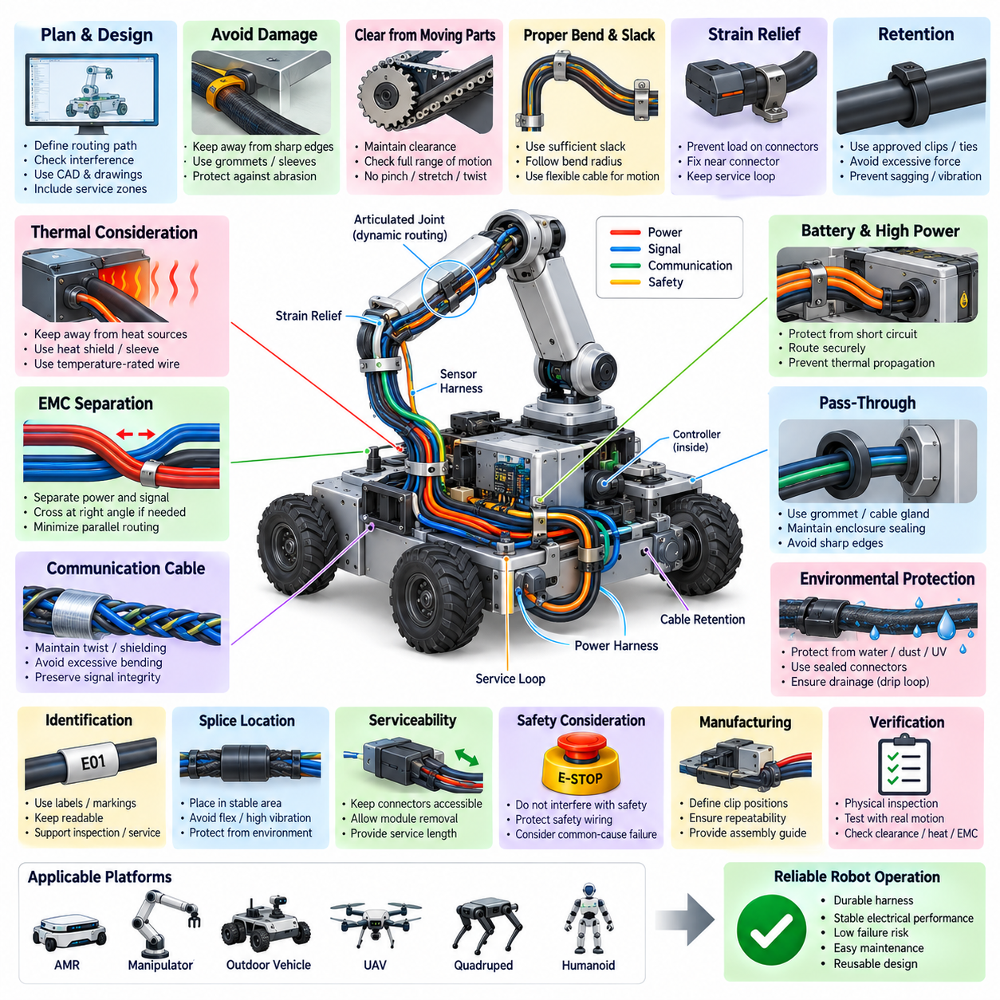 Plan & Design
• Define routing path
• Check interference
• Use CAD & drawings
• Include service zones
Avoid Damage
• Keep away from sharp edges
• Use grommets / sleeves
• Protect against abrasion
Clear from Moving Parts
• Maintain clearance
• Check full range of motion
• No pinch / stretch / twist
Proper Bend & Slack
• Use sufficient slack
• Follow bend radius
• Use flexible cable for motion
Strain Relief
• Prevent load on connectors
• Fix near connector
• Keep service loop
Retention
• Use approved clips / ties
• Avoid excessive force
• Prevent sagging / vibration
Thermal Consideration
• Keep away from heat sources
• Use heat shield / sleeve
• Use temperature-rated wire
EMC Separation
• Separate power and signal
• Cross at right angle if needed
• Minimize parallel routing
Communication Cable
• Maintain twist / shielding
• Avoid excessive bending
• Preserve signal integrity
Articulated Joint
(dynamic routing)
Strain Relief
Sensor
Harness
Power
Signal
Communication
Safety
Controller
(inside)
Cable Retention
Power Harness
Service Loop
Battery & High Power
• Protect from short circuit
• Route securely
• Prevent thermal propagation
Pass-Through
• Use grommet / cable gland
• Maintain enclosure sealing
• Avoid sharp edges
Environmental Protection
• Protect from water / dust / UV
• Use sealed connectors
• Ensure drainage (drip loop)
Identification
E01
• Use labels / markings
• Keep readable
• Support inspection / service
Splice Location
• Place in stable area
• Avoid flex / high vibration
• Protect from environment
Serviceability
• Keep connectors accessible
• Allow module removal
• Provide service length
Safety Consideration
E-STOP
• Do not interfere with safety
• Protect safety wiring
• Consider common-cause failure
Manufacturing
• Define clip positions
• Ensure repeatability
• Provide assembly guide
Verification
• Physical inspection
• Test with real motion
• Check clearance / heat / EMC
Applicable Platforms
AMR
Manipulator
Outdoor Vehicle
UAV
Quadruped
Humanoid
Reliable Robot Operation
• Durable harness
• Stable electrical performance
• Low failure risk
• Easy maintenance
• Reusable design